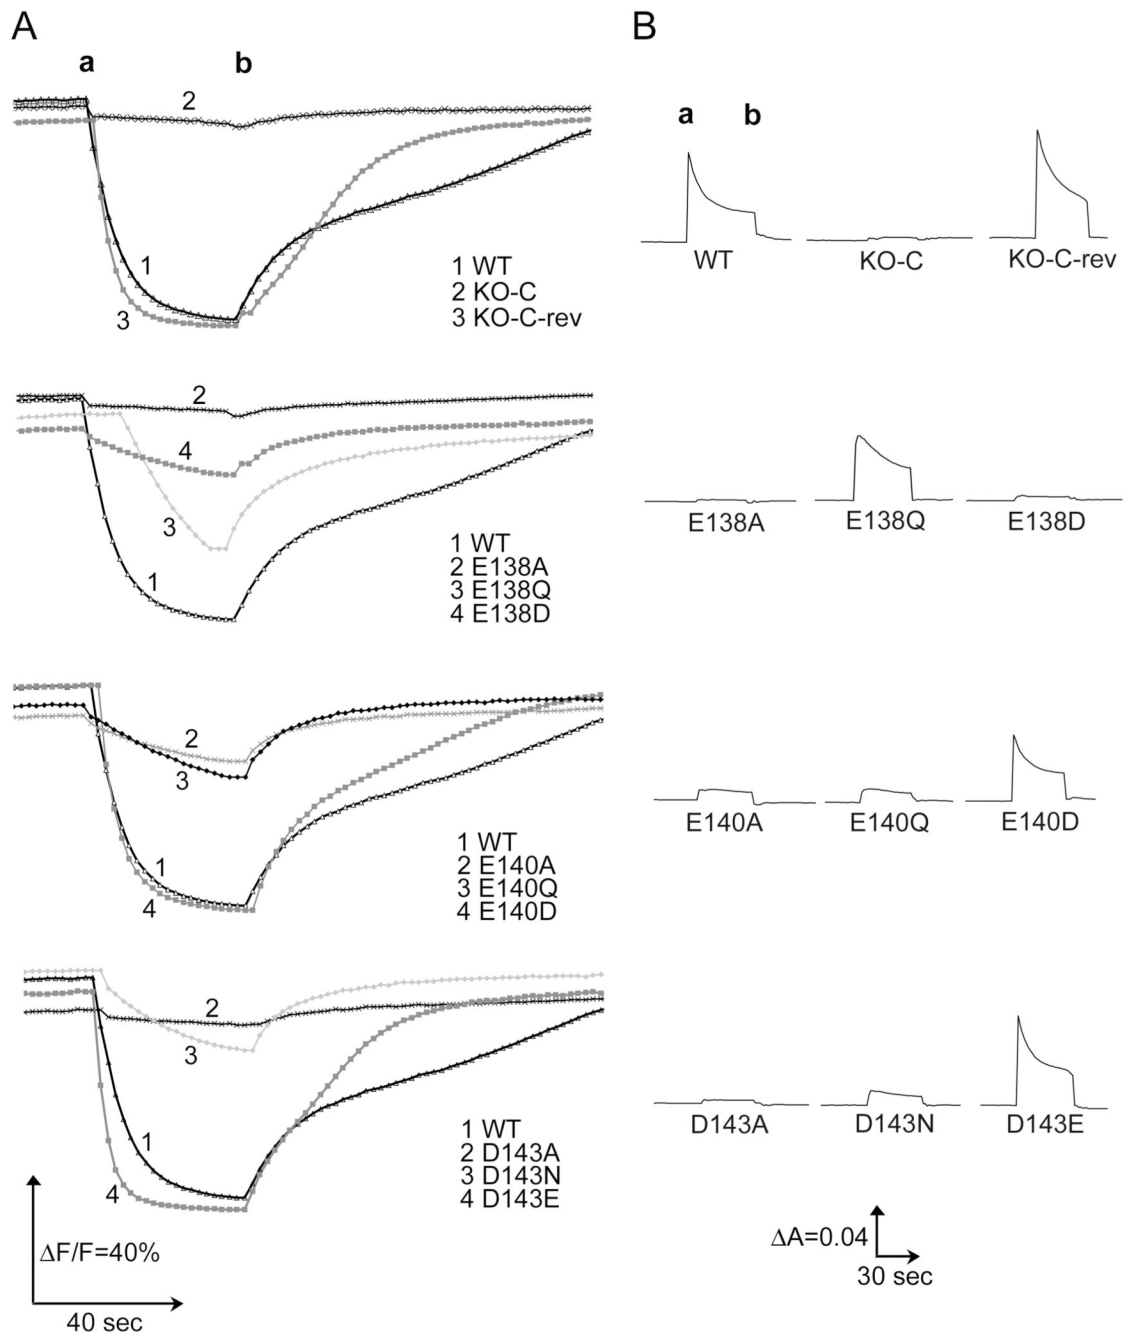 A
B
a
b
2
1
3
1 WT
2 KO-C
3 KO-C-rev
a
b
WT
KO-C
KO-C-rev
2
4
3
1
1 WT
2 E138A
3 E138Q
4 E138D
E138A
E138Q
E138D
2
3
1
4
1 WT
2 E140A
3 E140Q
4 E140D
E140A
E140Q
E140D
2
3
1
4
1 WT
2 D143A
3 D143N
4 D143E
D143A
D143N
D143E
ΔF/F=40%
40 sec
ΔA=0.04
30 sec